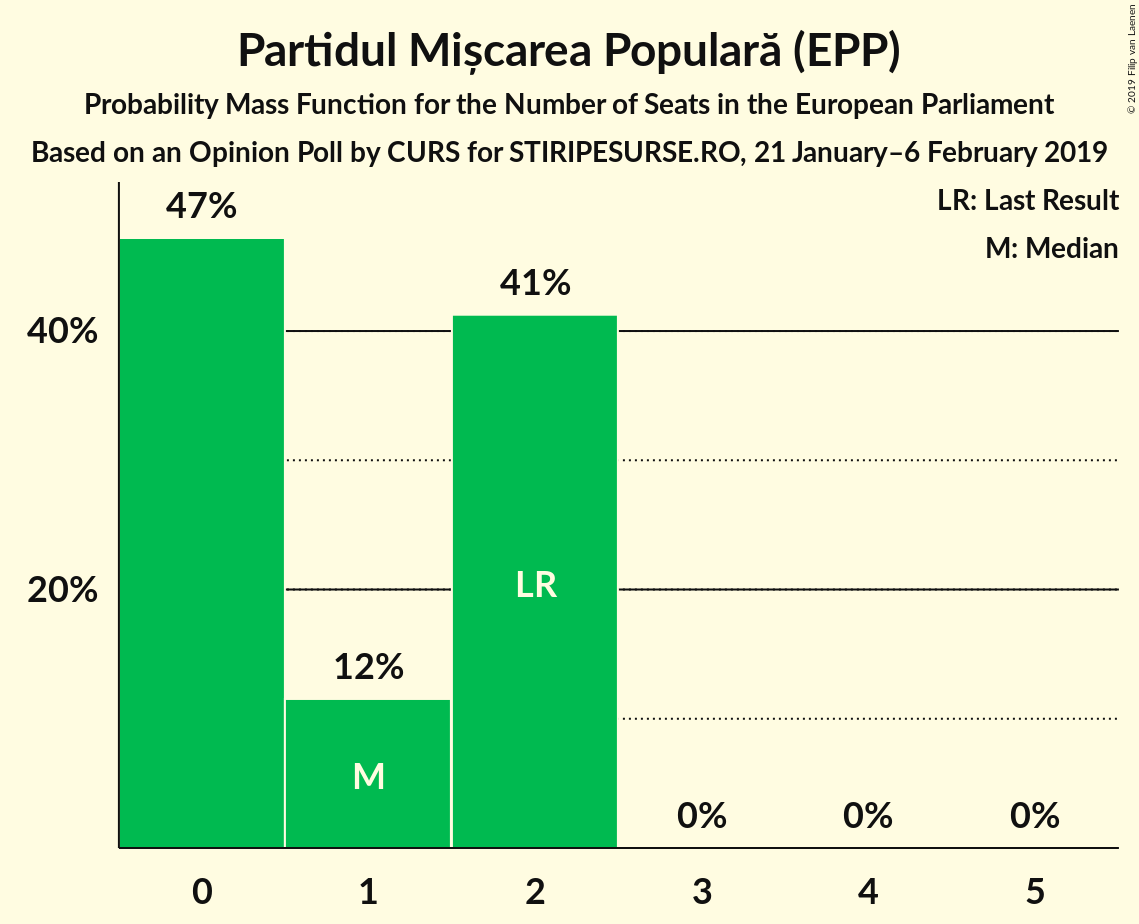 Partidul Mișcarea Populară (EPP)
Probability Mass Function for the Number of Seats in the European Parliament
Based on an Opinion Poll by CURS for STIRIPESURSE.RO, 21 January–6 February 2019
© 2019 Filip van Laenen
LR: Last Result
M: Median
47%
41%
40%
LR
20%
12%
M
0% 0% 0%
0 1 2 3 4 5